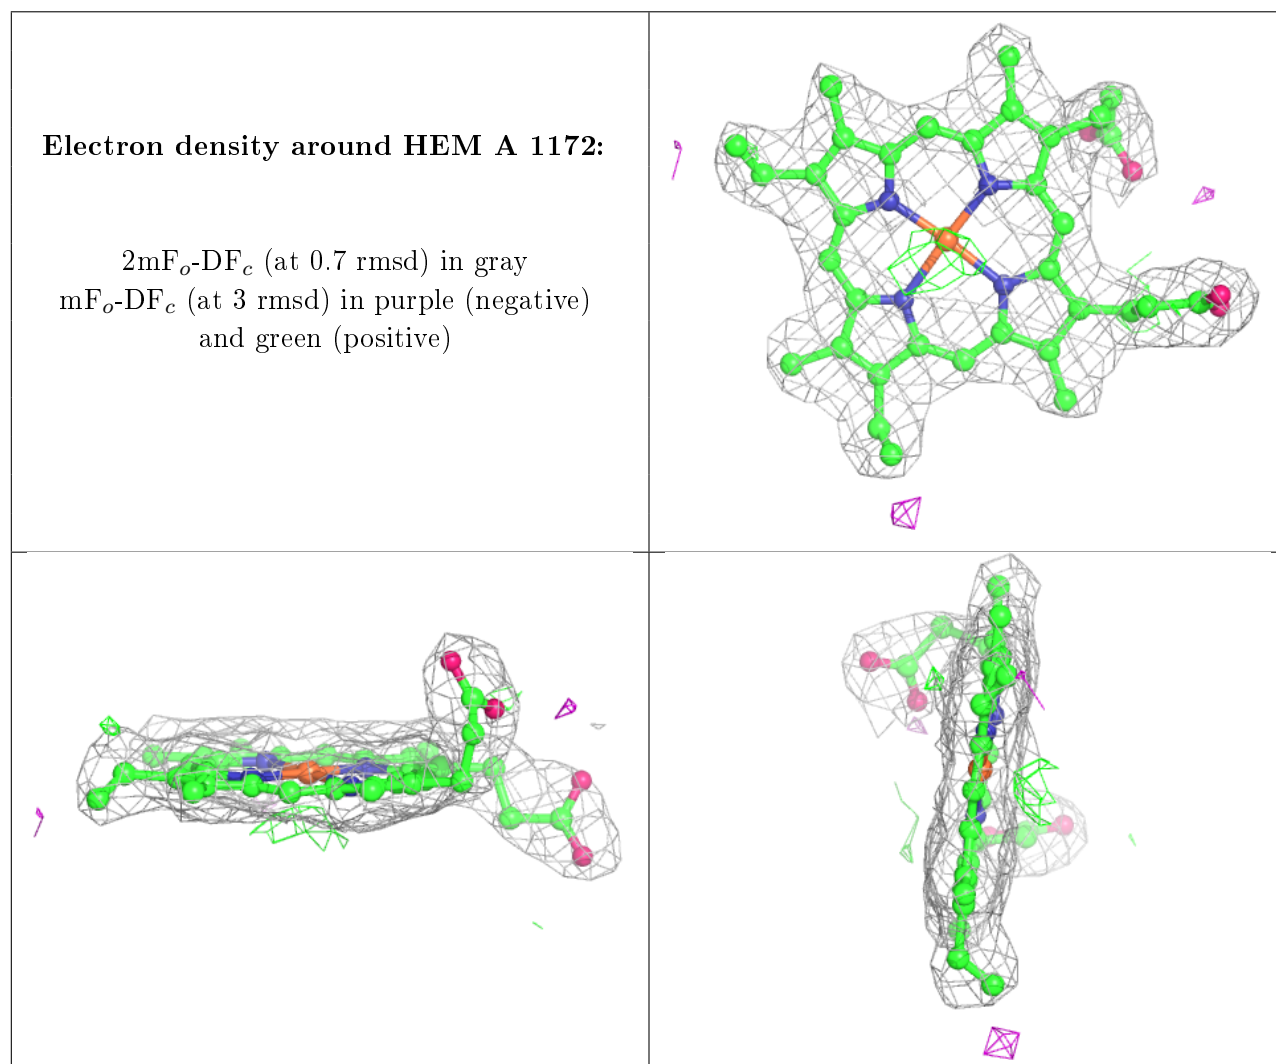 Electron density around HEM A 1172:
2mFo-DFc (at 0.7 rmsd) in gray
mFo-DFc (at 3 rmsd) in purple (negative)
and green (positive)